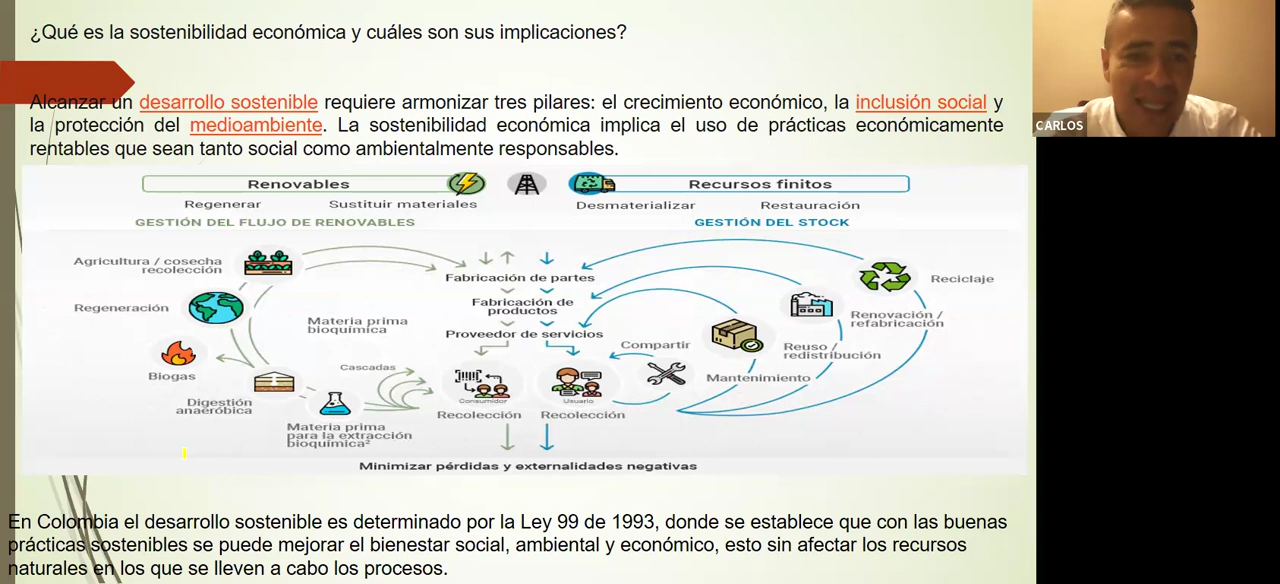 ¿Qué es la sostenibilidad económica y cuáles son sus implicaciones?
Alcanzar un desarrollo sostenible requiere armonizar tres pilares: el crecimiento económico, la inclusión social y
la protección del medioambiente. La sostenibilidad económica implica el uso de prácticas económicamente
rentables que sean tanto social como ambientalmente responsables.
CARLOS
Renovables
Recursos finitos
Regenerar
Sustituir materiales
Desmaterializar
Restauración
GESTIÓN DEL FLUJO DE RENOVABLES
GESTIÓN DEL STOCK
Agricultura / cosecha
recolección
Regeneración
Biogas
Digestión
anaeróbica
Materia prima
bioquímica
Cascadas
Materia prima
para la extracción
bioquímica²
Fabricación de partes
Fabricación de
productos
Proveedor de servicios
Consumidor
Usuario
Recolección
Recolección
Compartir
Mantenimiento
Reuso /
redistribución
Renovación /
refabricación
Reciclaje
Minimizar pérdidas y externalidades negativas
En Colombia el desarrollo sostenible es determinado por la Ley 99 de 1993, donde se establece que con las buenas
prácticas sostenibles se puede mejorar el bienestar social, ambiental y económico, esto sin afectar los recursos
naturales en los que se lleven a cabo los procesos.